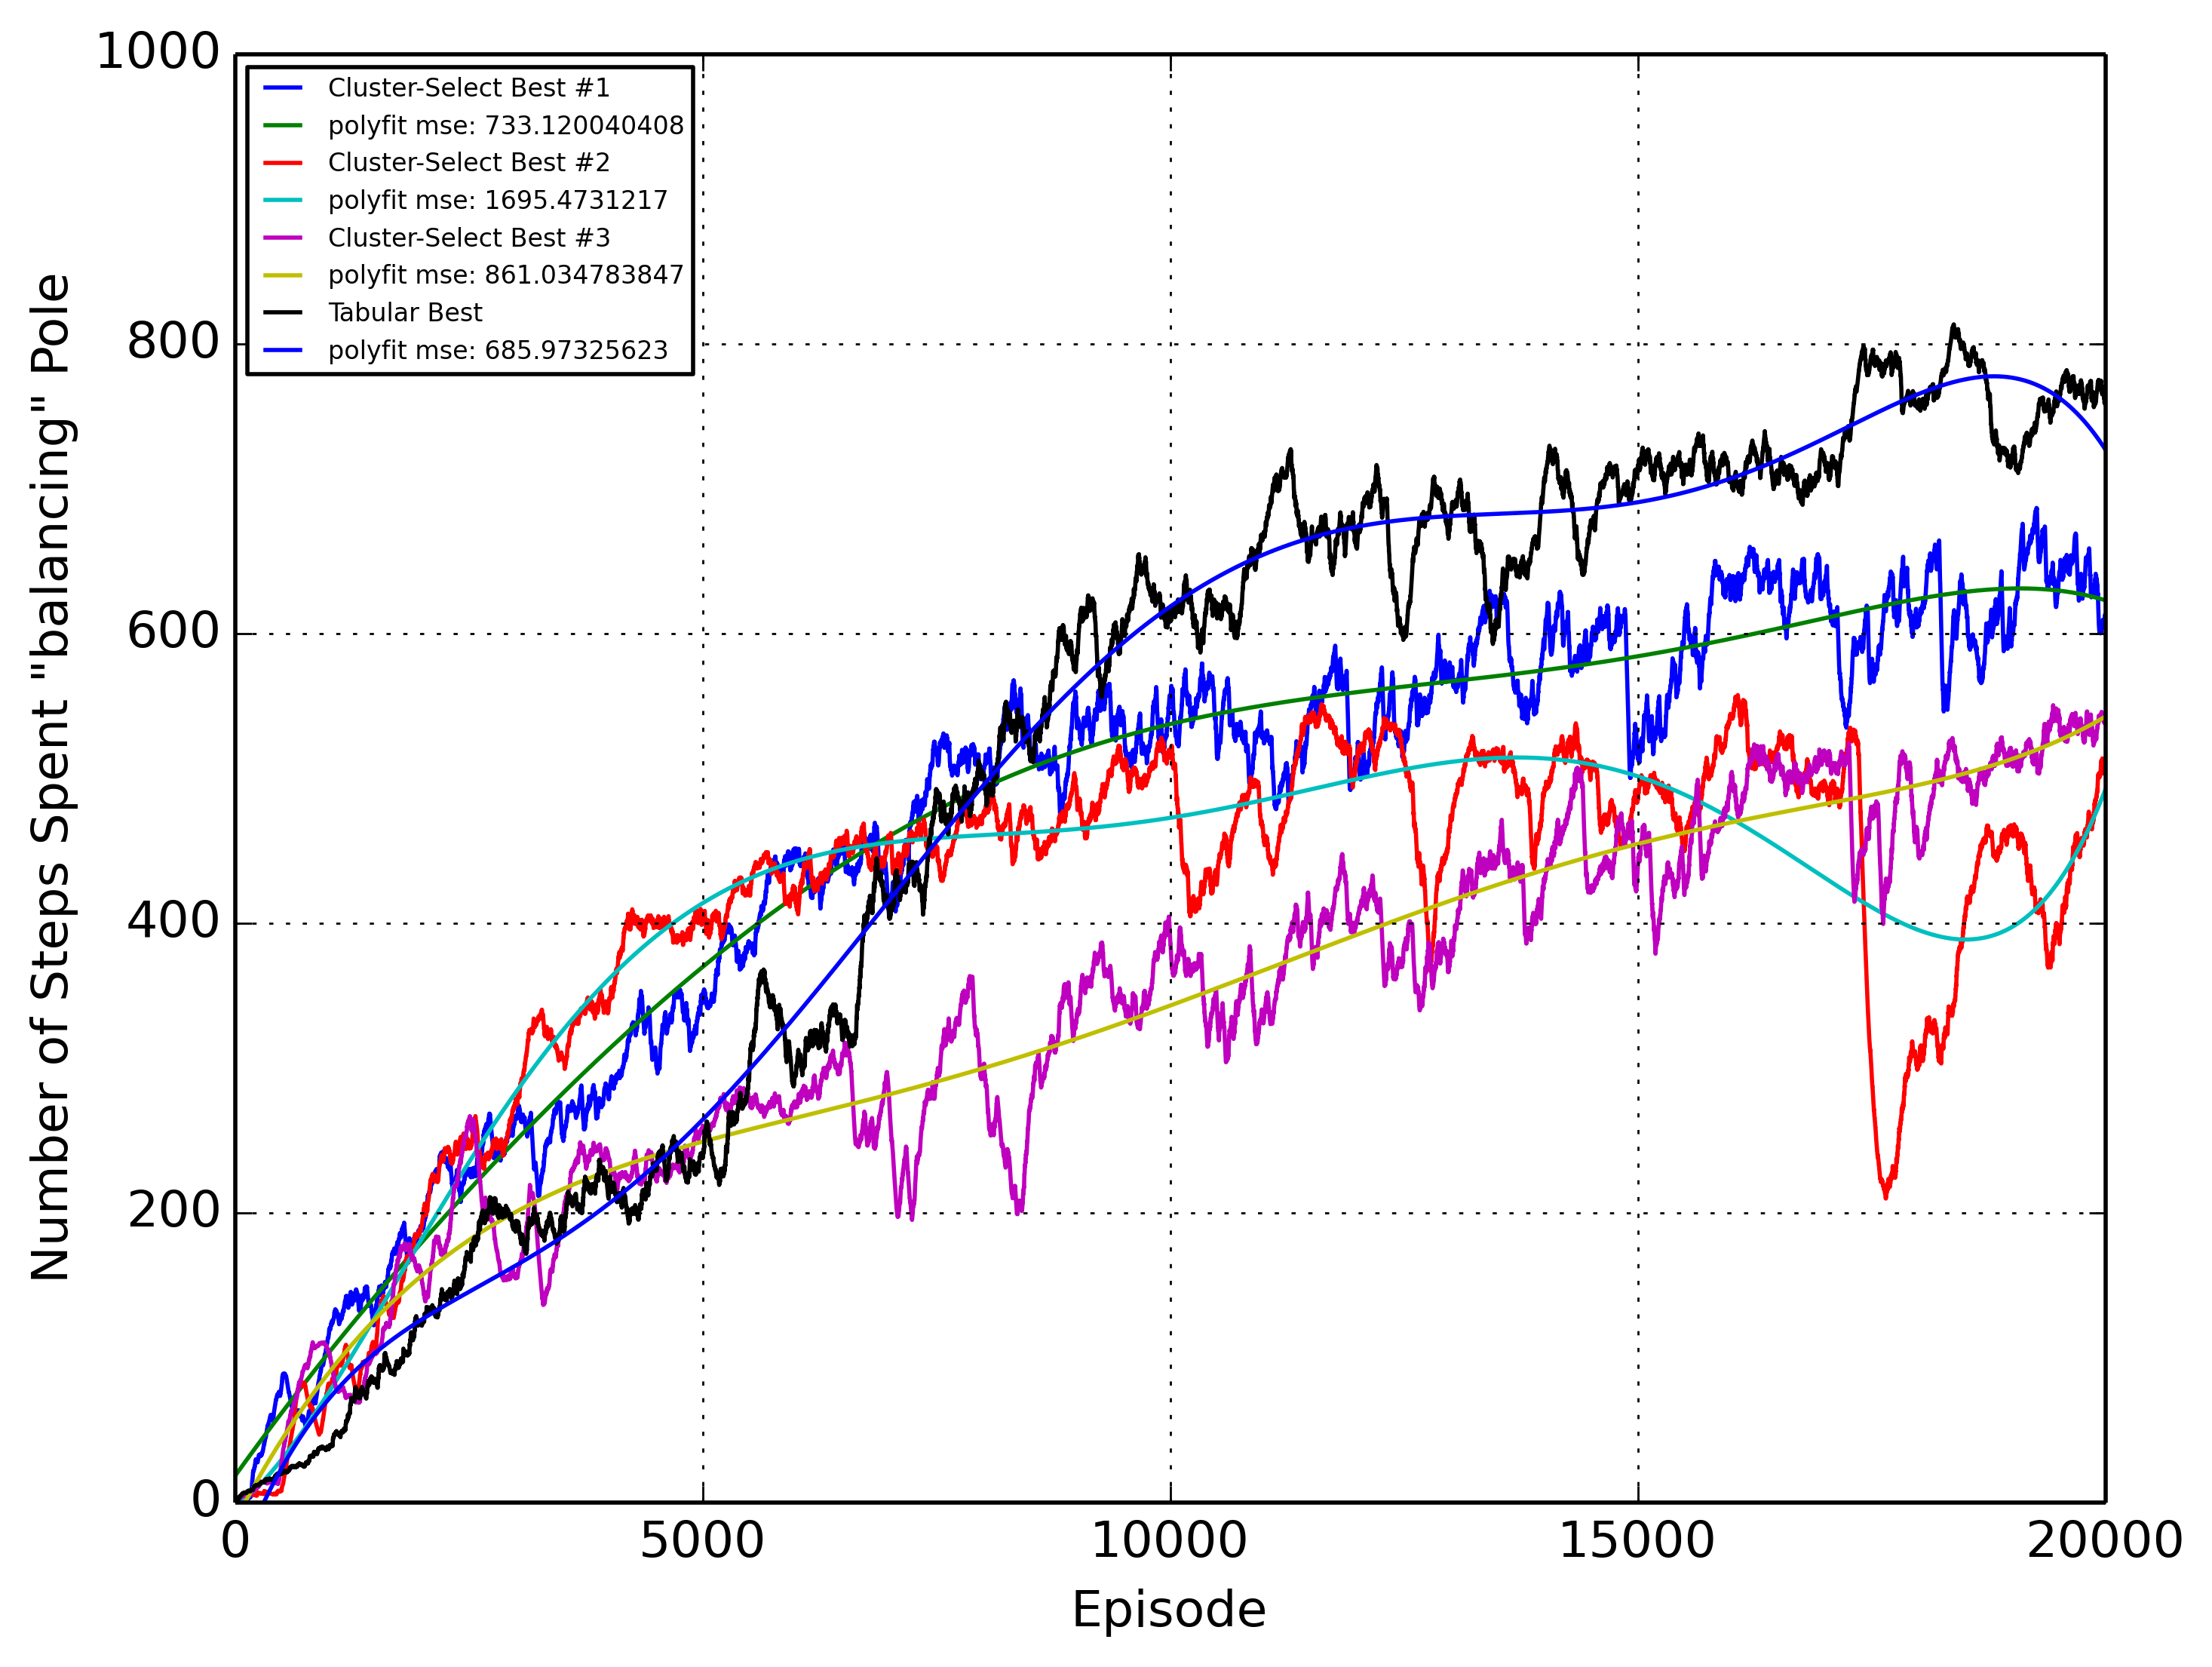 1000
800
600
400
200
0
Number of Steps Spent "balancing" Pole
Cluster-Select Best #1
polyfit mse: 733.120040408
Cluster-Select Best #2
polyfit mse: 1695.4731217
Cluster-Select Best #3
polyfit mse: 861.034783847
Tabular Best
polyfit mse: 685.97325623
0 5000 10000 15000 20000
Episode